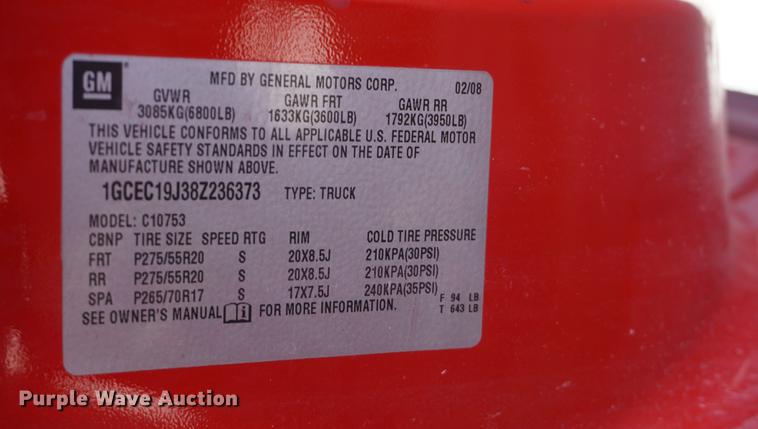 GM
MFD BY GENERAL MOTORS CORP. 02/08
GVWR GAWR FRT GAWR RR
3085KG(6800LB) 1633KG(3600LB) 1792KG(3950LB)
THIS VEHICLE CONFORMS TO ALL APPLICABLE U.S. FEDERAL MOTOR
VEHICLE SAFETY STANDARDS IN EFFECT ON THE DATE OF
MANUFACTURE SHOWN ABOVE.
1GCEC19J38Z236373 TYPE: TRUCK
MODEL: C10753
CBNP TIRE SIZE SPEED RTG RIM COLD TIRE PRESSURE
FRT P275/55R20 S 20X8.5J 210KPA(30PSI)
RR P275/55R20 S 20X8.5J 210KPA(30PSI)
SPA P265/70R17 S 17X7.5J 240KPA(35PSI)
F 94 LB
SEE OWNER'S MANUAL i FOR MORE INFORMATION. T 643 LB
Purple Wave Auction